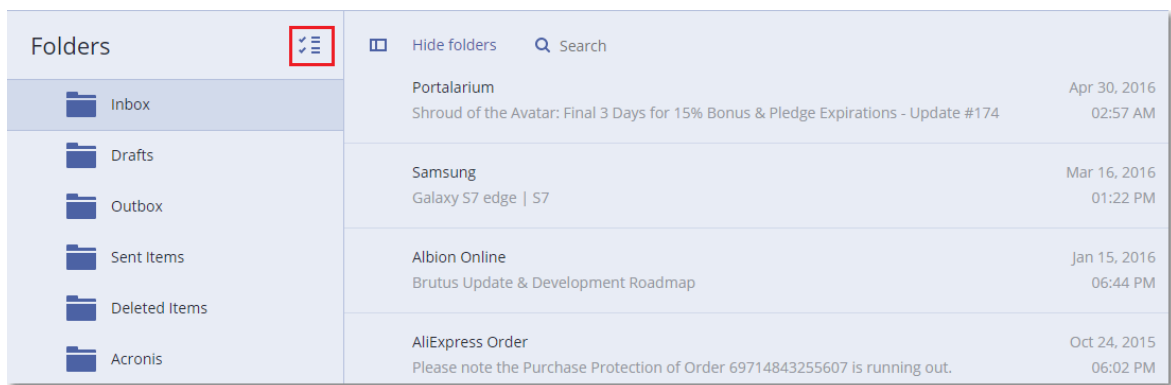 Folders
Inbox
Drafts
Outbox
Sent Items
Deleted Items
Acronis
Hide folders
Search
Portalarium
Apr 30, 2016
Shroud of the Avatar: Final 3 Days for 15% Bonus & Pledge Expirations - Update #174
02:57 AM
Samsung
Mar 16, 2016
Galaxy S7 edge | S7
01:22 PM
Albion Online
Jan 15, 2016
Brutus Update & Development Roadmap
06:44 PM
AliExpress Order
Oct 24, 2015
Please note the Purchase Protection of Order 69714843255607 is running out.
06:02 PM